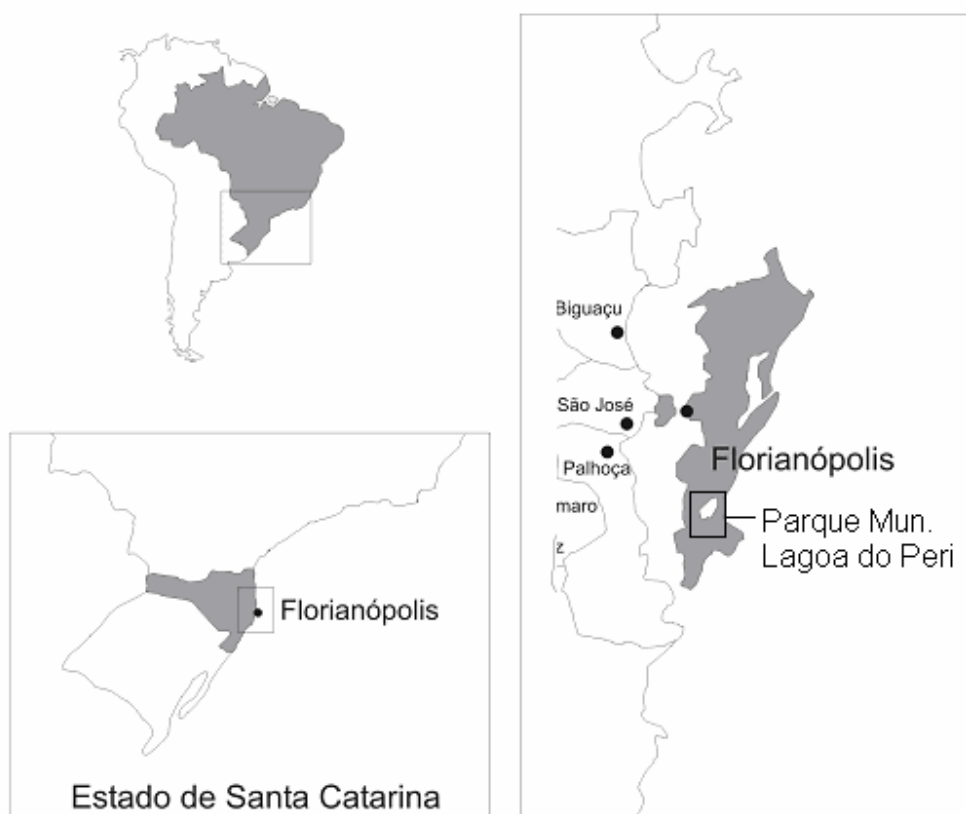 Biguaçu
São José
Florianópolis
Palhoça
maro
Parque Mun.
z
Lagoa do Peri
Florianópolis
Estado de Santa Catarina